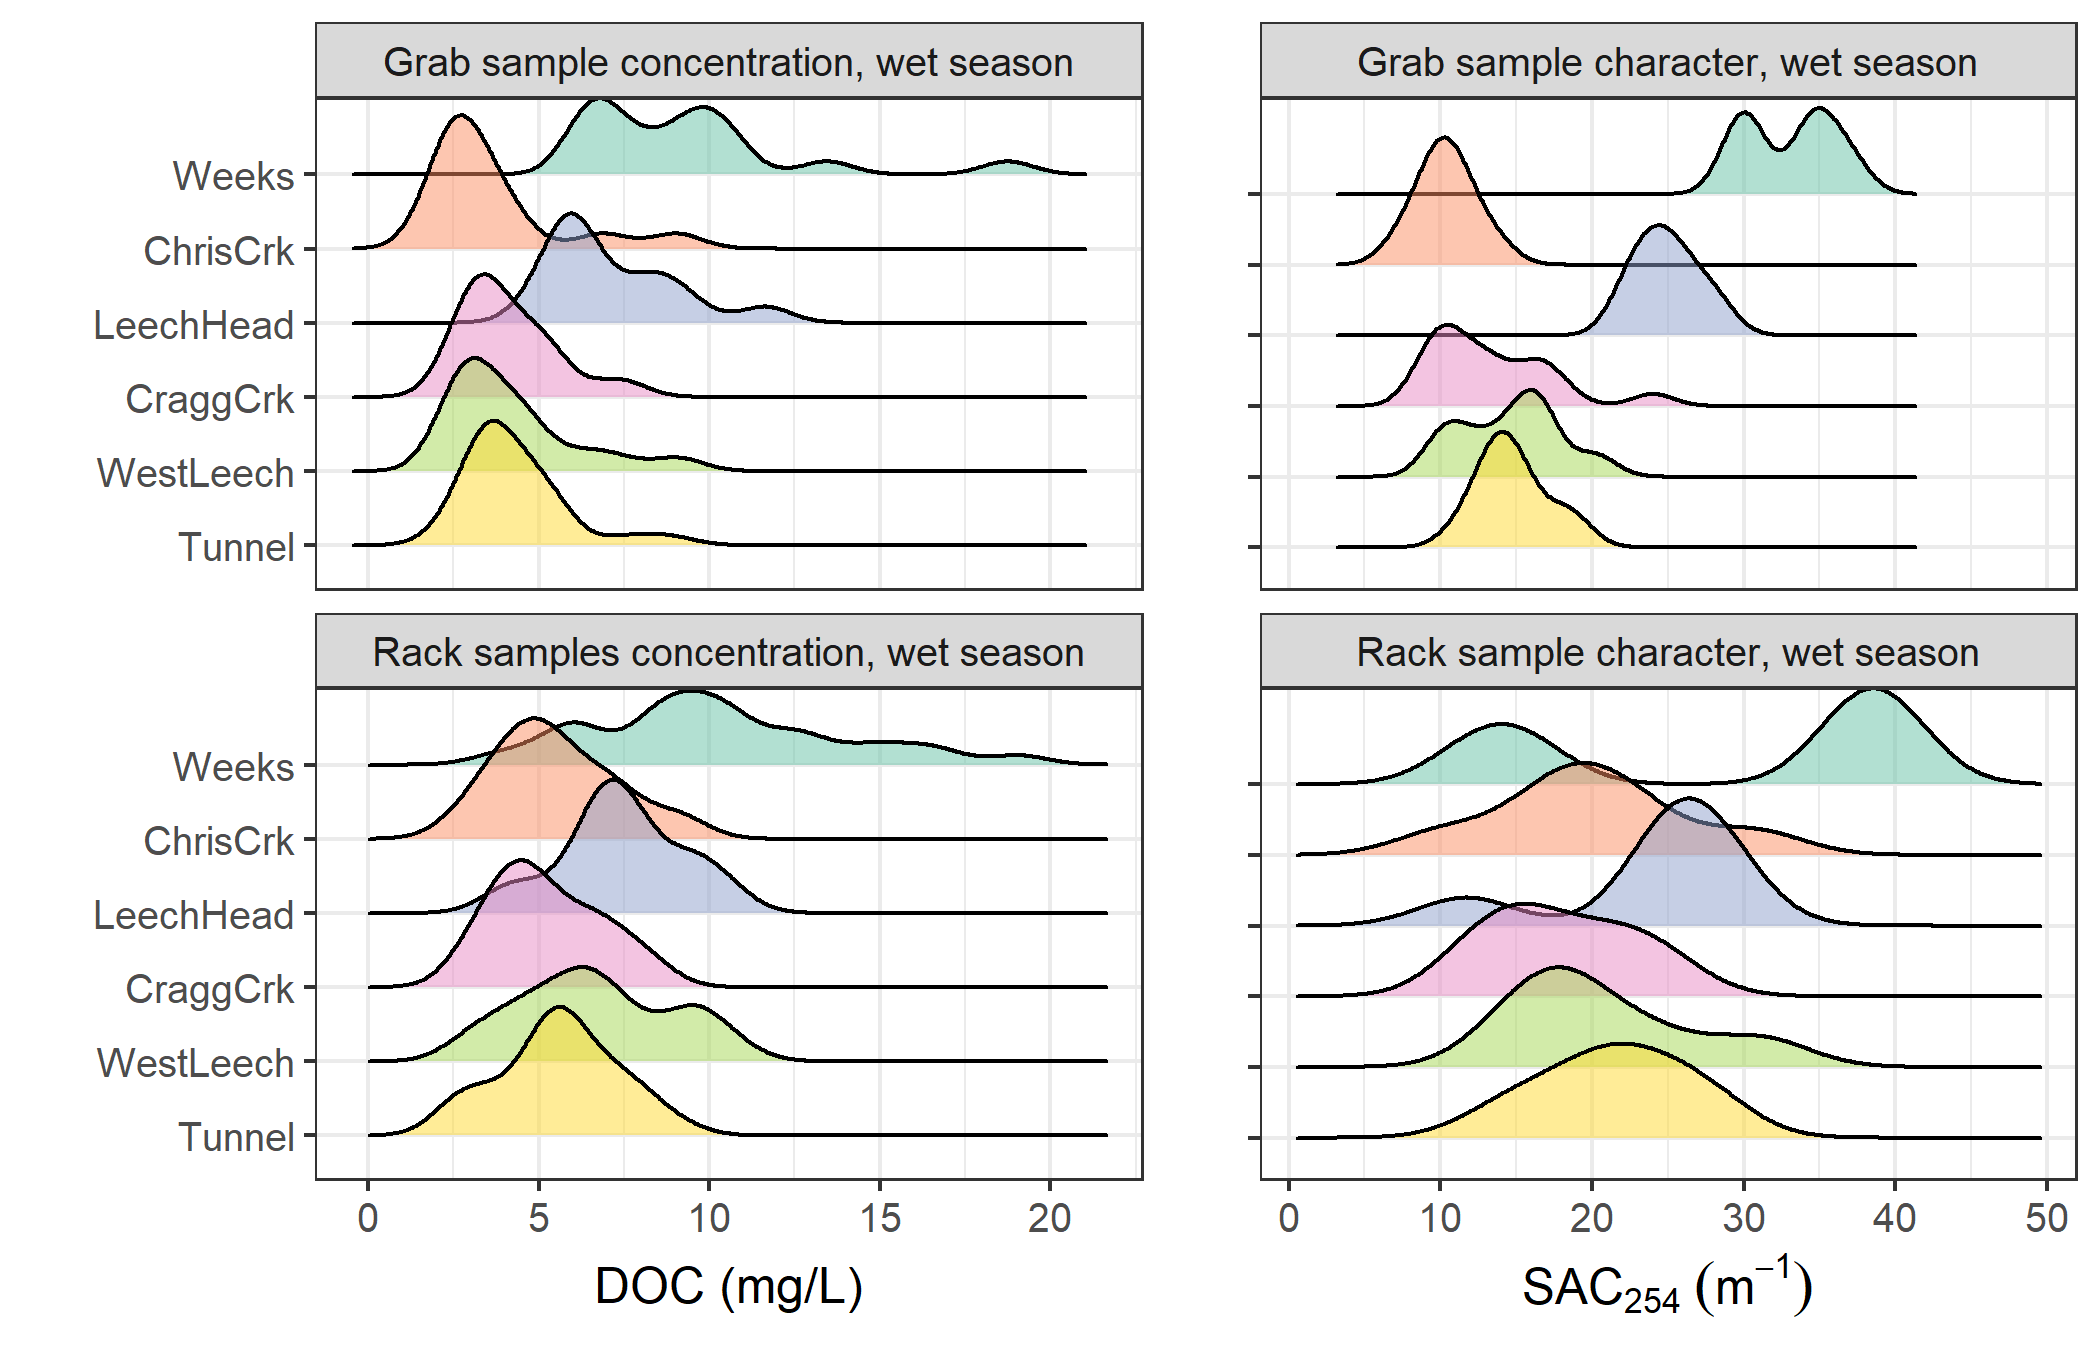 Grab sample concentration, wet season
Grab sample character, wet season
Weeks
ChrisCrk
LeechHead
CraggCrk
WestLeech
Tunnel
Rack samples concentration, wet season
Rack sample character, wet season
Weeks
ChrisCrk
LeechHead
CraggCrk
WestLeech
Tunnel
0 5 10 15 20
0 10 20 30 40 50
DOC (mg/L)
SAC₂₅₄ (m⁻¹)